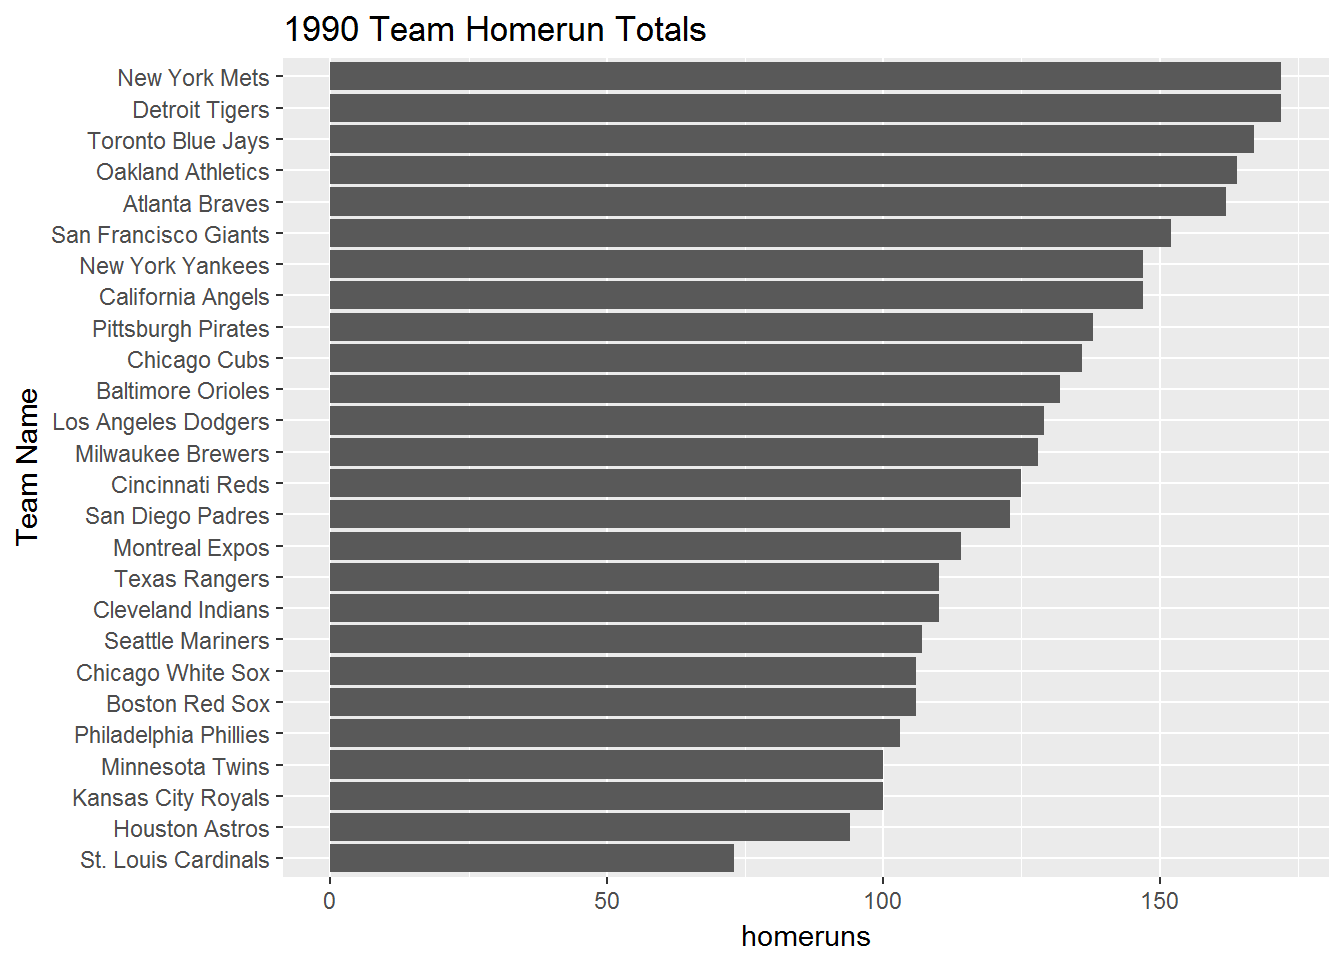 1990 Team Homerun Totals
Team Name
New York Mets
Detroit Tigers
Toronto Blue Jays
Oakland Athletics
Atlanta Braves
San Francisco Giants
New York Yankees
California Angels
Pittsburgh Pirates
Chicago Cubs
Baltimore Orioles
Los Angeles Dodgers
Milwaukee Brewers
Cincinnati Reds
San Diego Padres
Montreal Expos
Texas Rangers
Cleveland Indians
Seattle Mariners
Chicago White Sox
Boston Red Sox
Philadelphia Phillies
Minnesota Twins
Kansas City Royals
Houston Astros
St. Louis Cardinals
0 50 100 150
homeruns